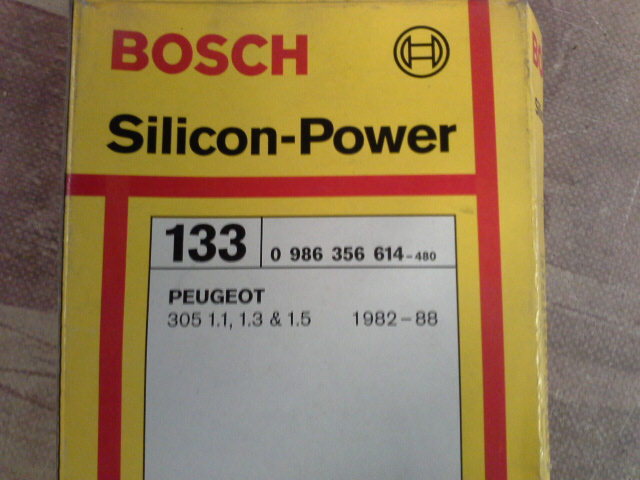 BOSCH
Silicon-Power
133 0 986 356 614-480
PEUGEOT
305 1.1, 1.3 & 1.5 1982-88